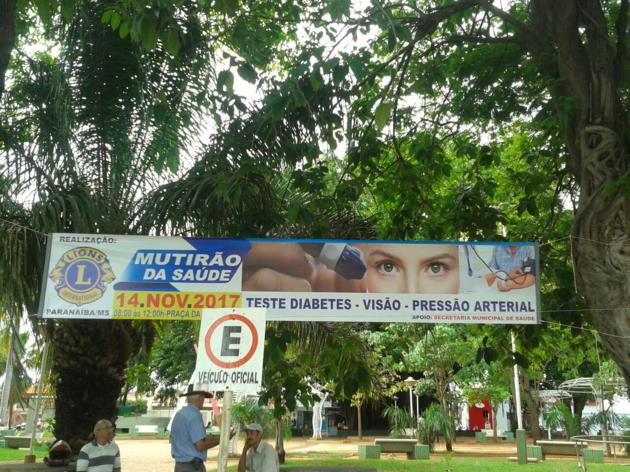 REALIZAÇÃO:
LIONS
L
INTERNATIONAL
PARANAÍBA/MS
MUTIRÃO
DA SAÚDE
14.NOV.2017
08:00 às 12:00h-PRAÇA DA
TESTE DIABETES - VISÃO - PRESSÃO ARTERIAL
APOIO: SECRETARIA MUNICIPAL DE SAÚDE
E
VEÍCULO OFICIAL